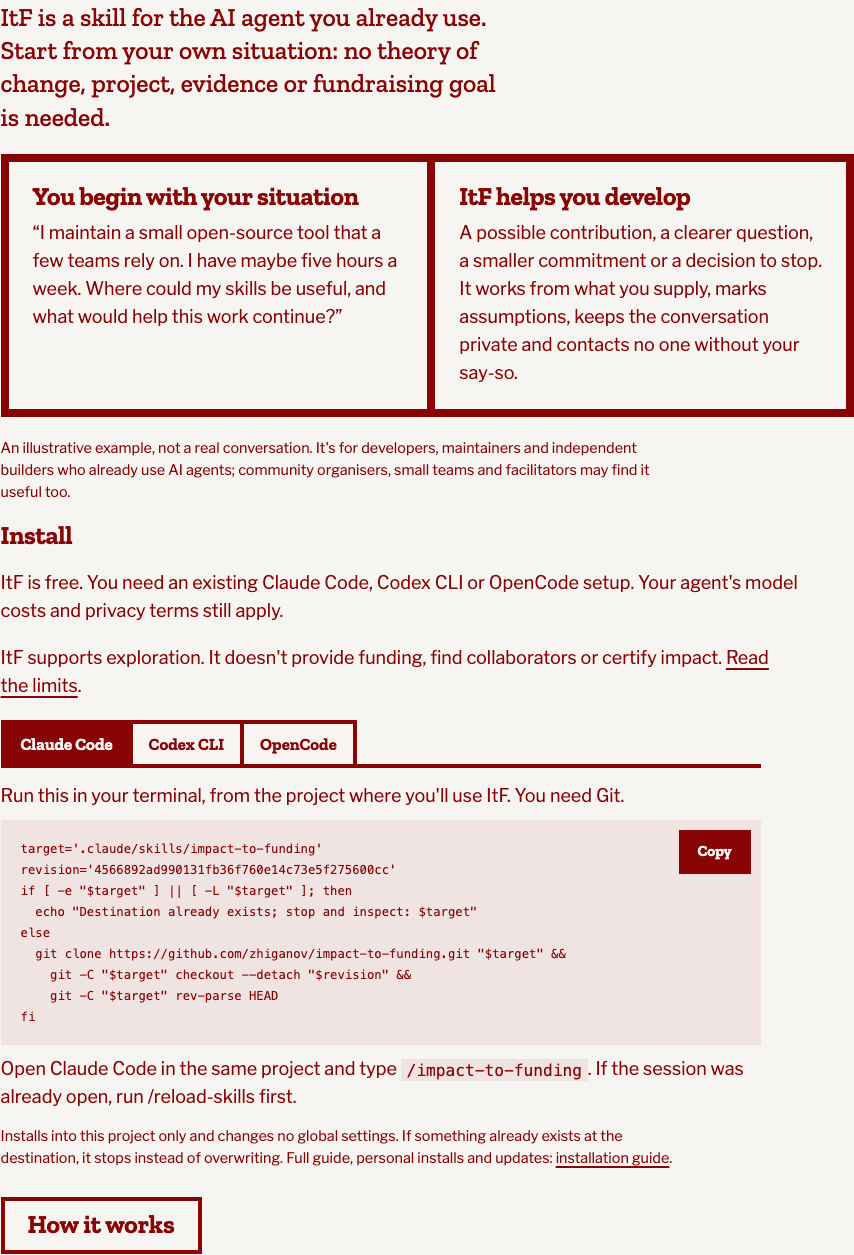 ItF is a skill for the AI agent you already use.
Start from your own situation: no theory of
change, project, evidence or fundraising goal
is needed.
You begin with your situation
“I maintain a small open-source tool that a
few teams rely on. I have maybe five hours a
week. Where could my skills be useful, and
what would help this work continue?”
ItF helps you develop
A possible contribution, a clearer question,
a smaller commitment or a decision to stop.
It works from what you supply, marks
assumptions, keeps the conversation
private and contacts no one without your
say-so.
An illustrative example, not a real conversation. It's for developers, maintainers and independent
builders who already use AI agents; community organisers, small teams and facilitators may find it
useful too.
Install
ItF is free. You need an existing Claude Code, Codex CLI or OpenCode setup. Your agent's model
costs and privacy terms still apply.
ItF supports exploration. It doesn't provide funding, find collaborators or certify impact. Read
the limits.
Claude Code Codex CLI OpenCode
Run this in your terminal, from the project where you'll use ItF. You need Git.
Copy
target='.claude/skills/impact-to-funding'
revision='4566892ad990131fb36f760e14c73e5f275600cc'
if [ -e "$target" ] || [ -L "$target" ]; then
  echo "Destination already exists; stop and inspect: $target"
else
  git clone https://github.com/zhiganov/impact-to-funding.git "$target" &&
    git -C "$target" checkout --detach "$revision" &&
    git -C "$target" rev-parse HEAD
fi
Open Claude Code in the same project and type /impact-to-funding. If the session was
already open, run /reload-skills first.
Installs into this project only and changes no global settings. If something already exists at the
destination, it stops instead of overwriting. Full guide, personal installs and updates: installation guide.
How it works